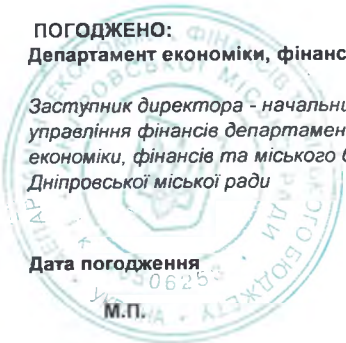 ПОГОДЖЕНО:
Департамент економіки, фінанс
Заступник директора - начальни
управління фінансів департамен
економіки, фінансів та міського б
Дніпровської міської ради
Дата погодження
М.П.